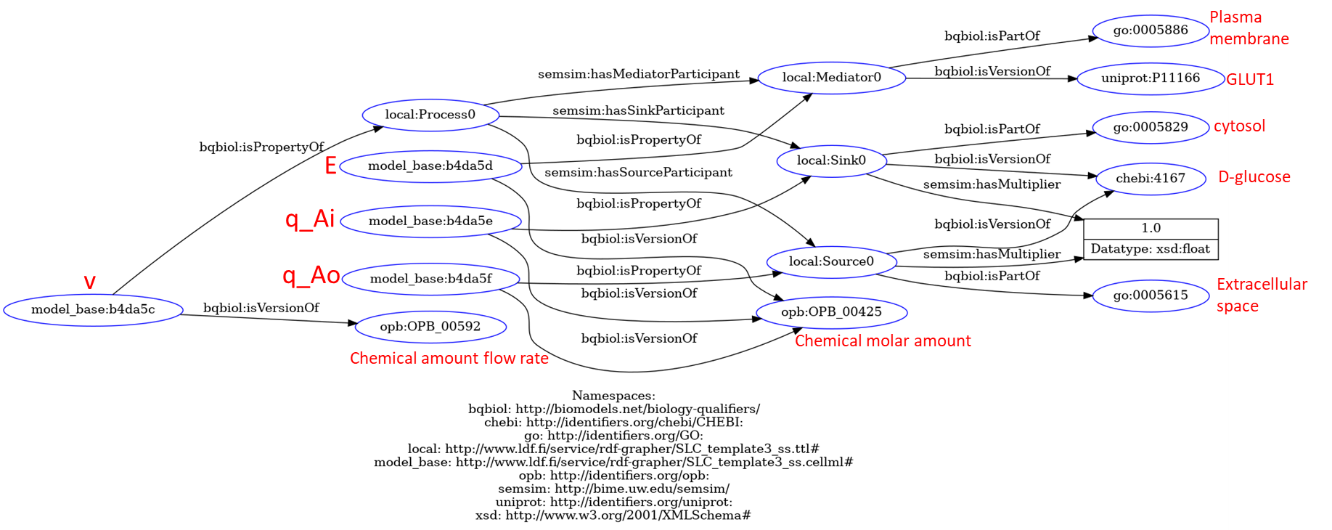 Plasma
membrane
go:0005886
bqbiol:isPartOf
semsim:hasMediatorParticipant
local:Mediator0
bqbiol:isVersionOf
uniprot:P11166
GLUT1
local:Process0
semsim:hasSinkParticipant
bqbiol:isPropertyOf
bqbiol:isPropertyOf
bqbiol:isPartOf
go:0005829
cytosol
E
model_base:b4da5d
semsim:hasSourceParticipant
local:Sink0
bqbiol:isVersionOf
chebi:4167
D-glucose
semsim:hasMultiplier
bqbiol:isPropertyOf
q_Ai
model_base:b4da5e
bqbiol:isVersionOf
bqbiol:isVersionOf
1.0
Datatype: xsd:float
q_Ao
model_base:b4da5f
bqbiol:isPropertyOf
local:Source0
semsim:hasMultiplier
bqbiol:isPartOf
v
model_base:b4da5c
bqbiol:isVersionOf
bqbiol:isVersionOf
go:0005615
Extracellular
space
opb:OPB_00592
opb:OPB_00425
bqbiol:isVersionOf
Chemical amount flow rate
Chemical molar amount
Namespaces:
bqbiol: http://biomodels.net/biology-qualifiers/
chebi: http://identifiers.org/chebi/CHEBI:
go: http://identifiers.org/GO:
local: http://www.ldf.fi/service/rdf-grapher/SLC_template3_ss.ttl#
model_base: http://www.ldf.fi/service/rdf-grapher/SLC_template3_ss.cellml#
opb: http://identifiers.org/opb:
semsim: http://bime.uw.edu/semsim/
uniprot: http://identifiers.org/uniprot:
xsd: http://www.w3.org/2001/XMLSchema#